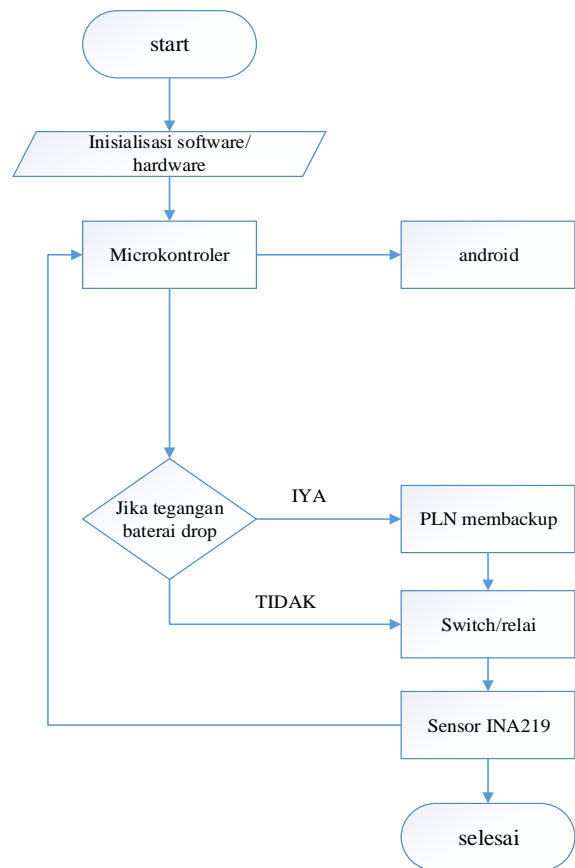 start
Inisialisasi software/
hardware
Microkontroler
android
Jika tegangan
baterai drop
IYA
PLN membackup
TIDAK
Switch/relai
Sensor INA219
selesai